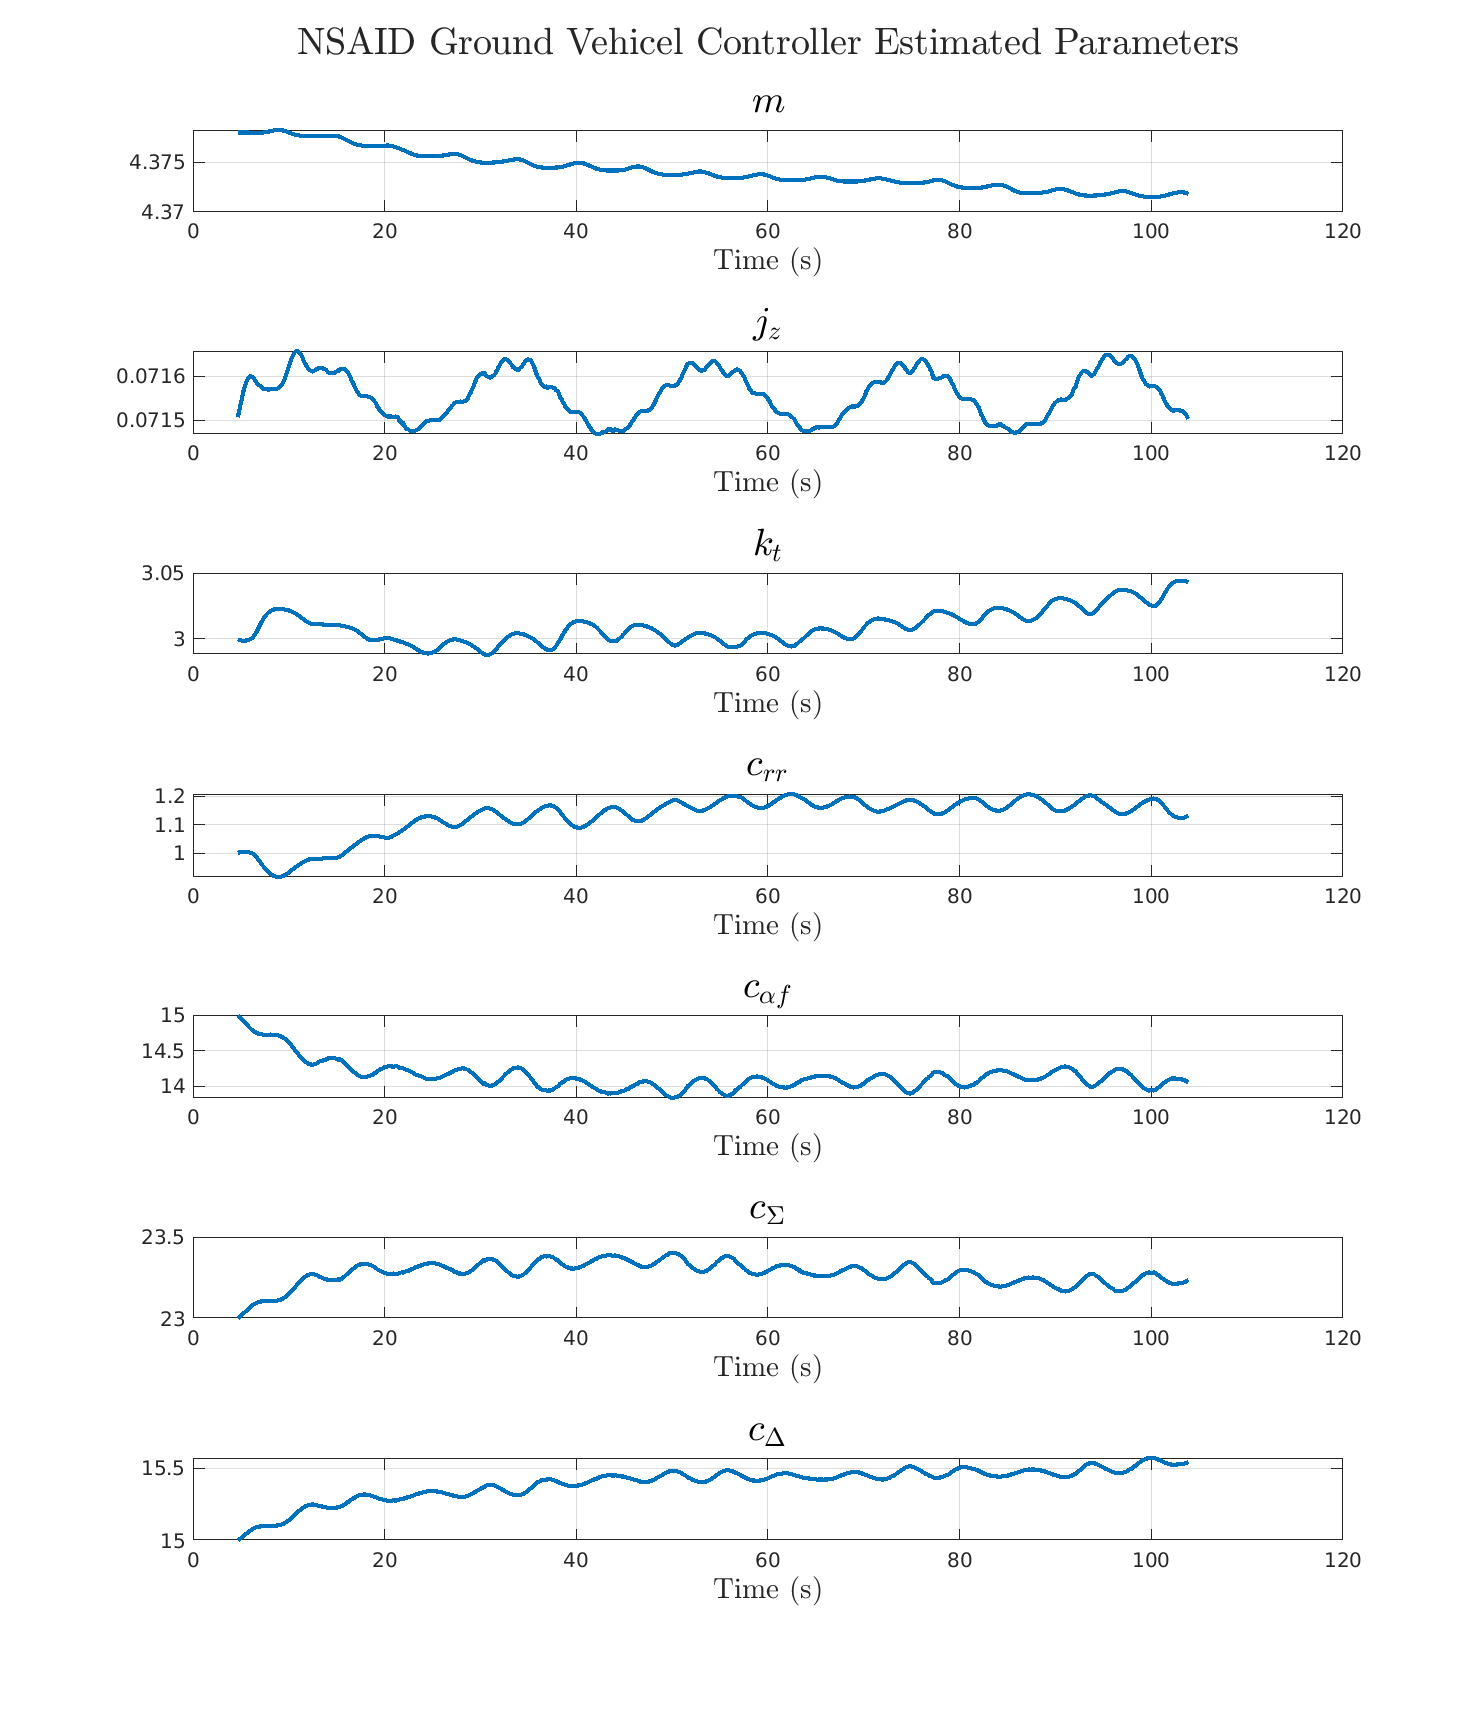 NSAID Ground Vehicel Controller Estimated Parameters
m
4.375
4.37
0 20 40 60 80 100 120
Time (s)
j_z
0.0716
0.0715
0 20 40 60 80 100 120
Time (s)
k_t
3.05
3
0 20 40 60 80 100 120
Time (s)
c_{rr}
1.2
1.1
1
0 20 40 60 80 100 120
Time (s)
c_{αf}
15
14.5
14
0 20 40 60 80 100 120
Time (s)
c_Σ
23.5
23
0 20 40 60 80 100 120
Time (s)
c_Δ
15.5
15
0 20 40 60 80 100 120
Time (s)